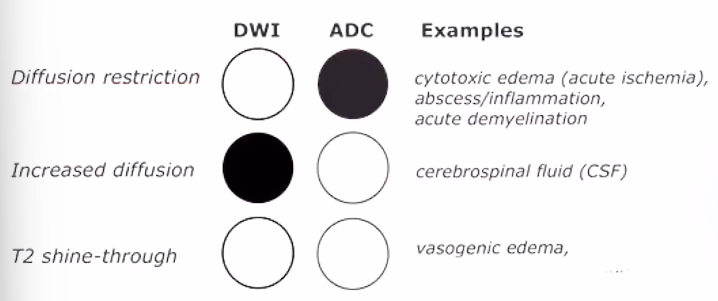 DWI ADC Examples
Diffusion restriction
cytotoxic edema (acute ischemia),
abscess/inflammation,
acute demyelination
Increased diffusion
cerebrospinal fluid (CSF)
T2 shine-through
vasogenic edema,